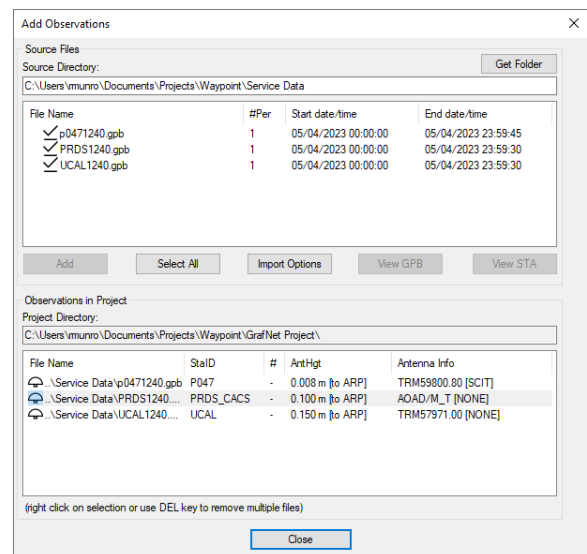 Add Observations
Source Files
Get Folder
Source Directory:
C:\Users\munro\Documents\Projects\Waypoint\Service Data
File Name #Per Start date/time End date/time
p0471240.gpb 1 05/04/2023 00:00:00 05/04/2023 23:59:45
PRDS1240.gpb 1 05/04/2023 00:00:00 05/04/2023 23:59:30
UCAL1240.gpb 1 05/04/2023 00:00:00 05/04/2023 23:59:30
Add Select All Import Options View GPB View STA
Observations in Project
Project Directory:
C:\Users\munro\Documents\Projects\Waypoint\GrafNet Project\
File Name StaID # AntHgt Antenna Info
..\Service Data\p0471240.gpb P047 - 0.008 m [to ARP] TRM59800.80 [SCIT]
..\Service Data\PRDS1240.... PRDS_CACS - 0.100 m [to ARP] AOAD/M_T [NONE]
..\Service Data\UCAL1240.... UCAL - 0.150 m [to ARP] TRM57971.00 [NONE]
(right click on selection or use DEL key to remove multiple files)
Close